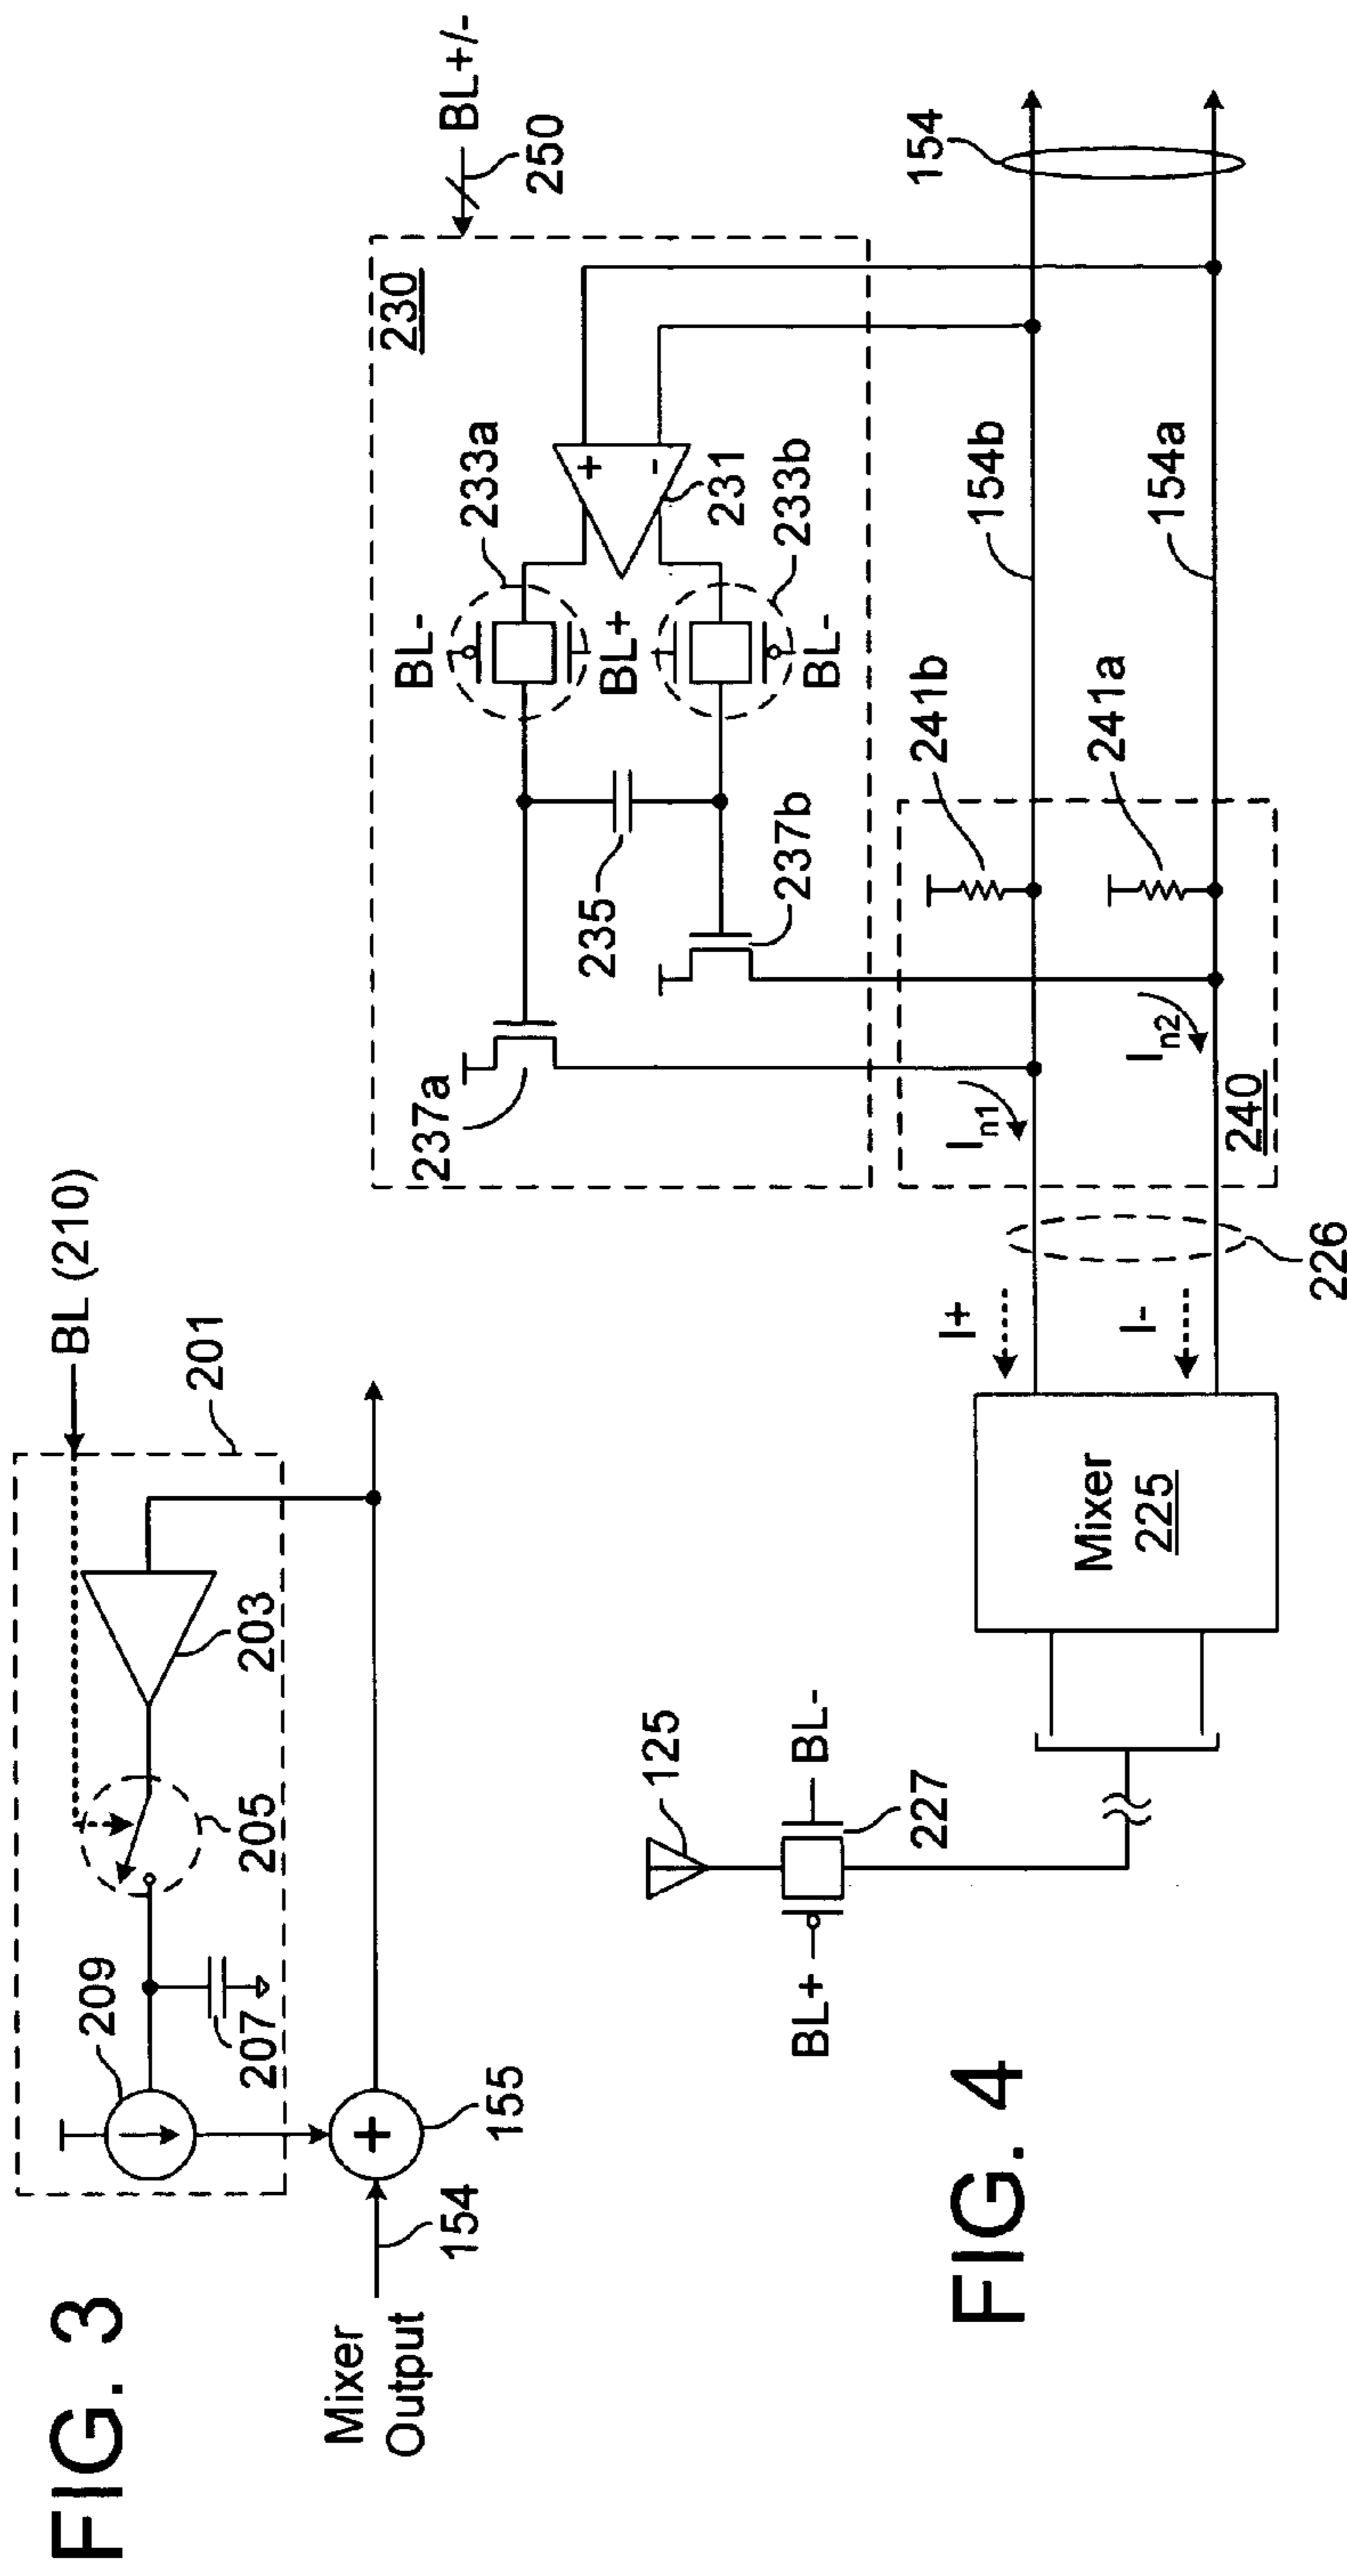 FIG. 3
BL (210)
201
209
205
203
207
Mixer
Output
154
155
FIG. 4
BL+/-
250
230
233a
BL-
BL+
BL-
231
233b
235
237a
237b
154
154b
154a
241b
241a
In1
In2
240
226
I+
I-
Mixer
225
125
BL+
BL-
227